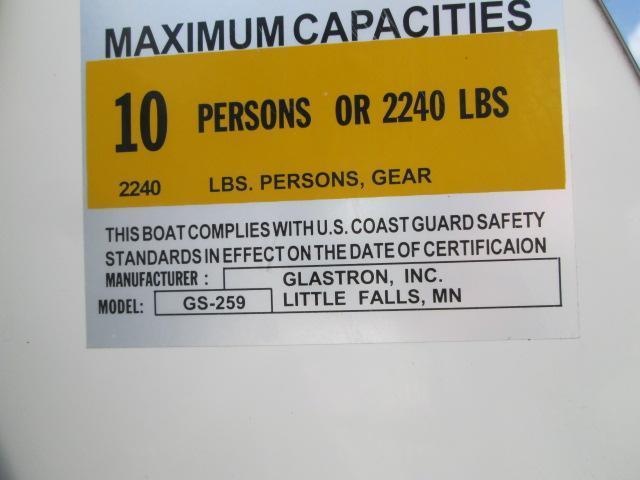 MAXIMUM CAPACITIES
10 PERSONS OR 2240 LBS
2240 LBS. PERSONS, GEAR
THIS BOAT COMPLIES WITH U.S. COAST GUARD SAFETY
STANDARDS IN EFFECT ON THE DATE OF CERTIFICAION
MANUFACTURER : GLASTRON, INC.
MODEL: GS-259 LITTLE FALLS, MN